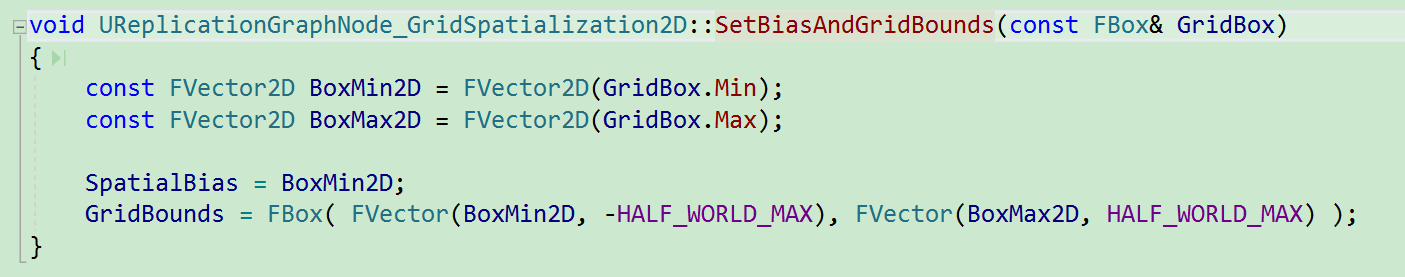 void UReplicationGraphNode_GridSpatialization2D::SetBiasAndGridBounds(const FBox& GridBox)
{
    const FVector2D BoxMin2D = FVector2D(GridBox.Min);
    const FVector2D BoxMax2D = FVector2D(GridBox.Max);

    SpatialBias = BoxMin2D;
    GridBounds = FBox( FVector(BoxMin2D, -HALF_WORLD_MAX), FVector(BoxMax2D, HALF_WORLD_MAX) );
}